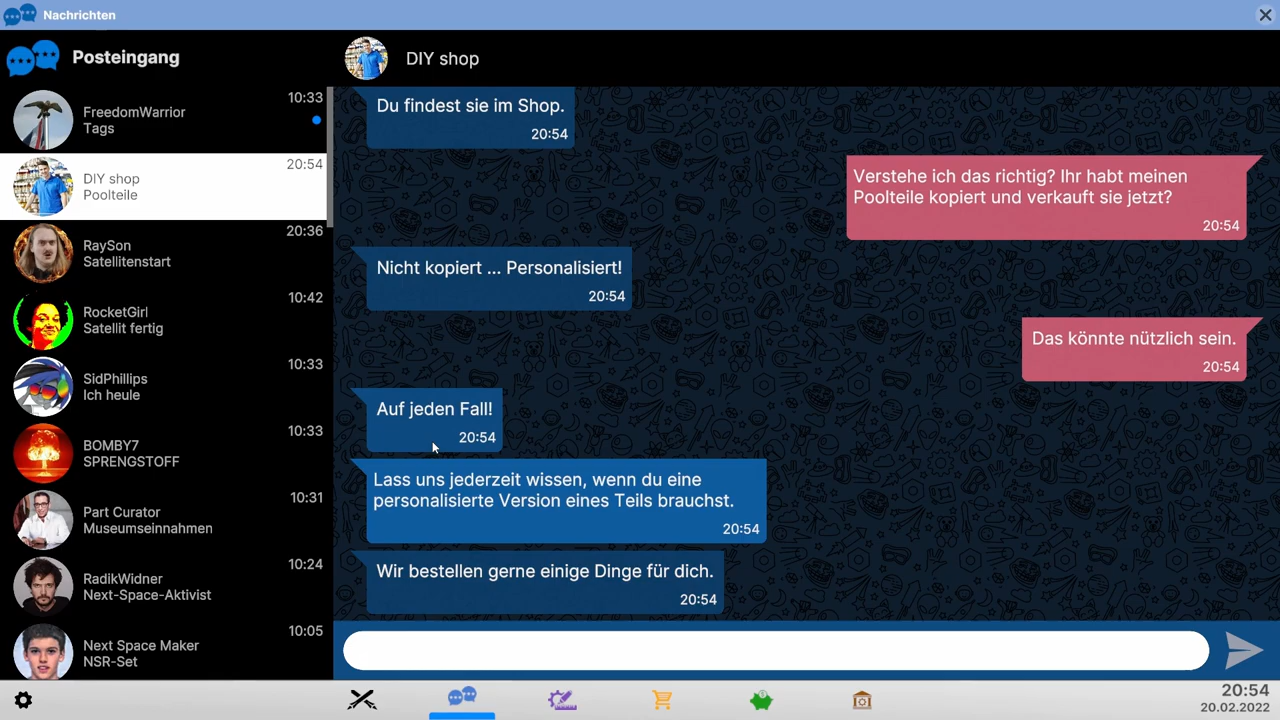 Nachrichten
Posteingang
FreedomWarrior
Tags
10:33
DIY shop
Poolteile
20:54
RaySon
Satellitenstart
20:36
RocketGirl
Satellit fertig
10:42
SidPhillips
Ich heule
10:33
BOMBY7
SPRENGSTOFF
10:33
Part Curator
Museumseinnahmen
10:31
RadikWidner
Next-Space-Aktivist
10:24
Next Space Maker
NSR-Set
10:05
DIY shop
Du findest sie im Shop.
20:54
Verstehe ich das richtig? Ihr habt meinen
Poolteile kopiert und verkauft sie jetzt?
20:54
Nicht kopiert ... Personalisiert!
20:54
Das könnte nützlich sein.
20:54
Auf jeden Fall!
20:54
Lass uns jederzeit wissen, wenn du eine
personalisierte Version eines Teils brauchst.
20:54
Wir bestellen gerne einige Dinge für dich.
20:54
20:54
20.02.2022